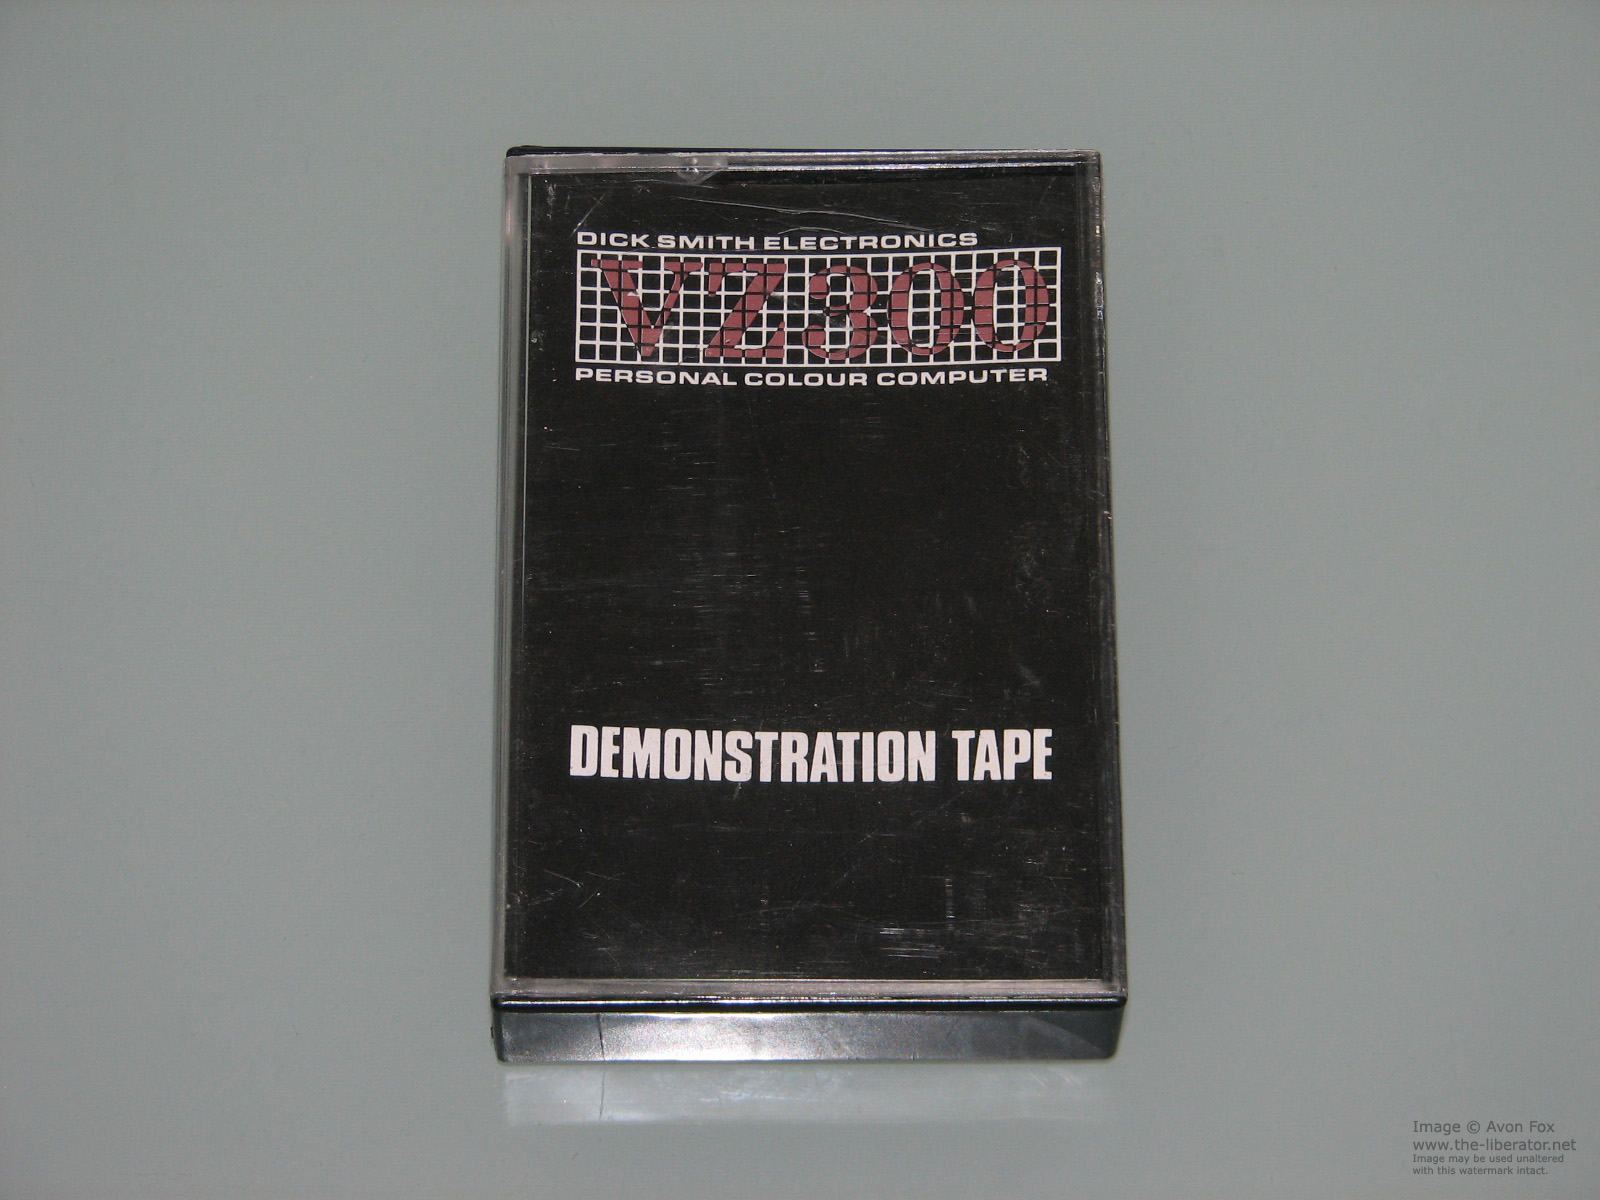 DICK SMITH ELECTRONICS
VZ300
PERSONAL COLOUR COMPUTER
DEMONSTRATION TAPE
Image © Avon Fox
www.the-liberator.net
Image may be used unaltered
with this watermark intact.